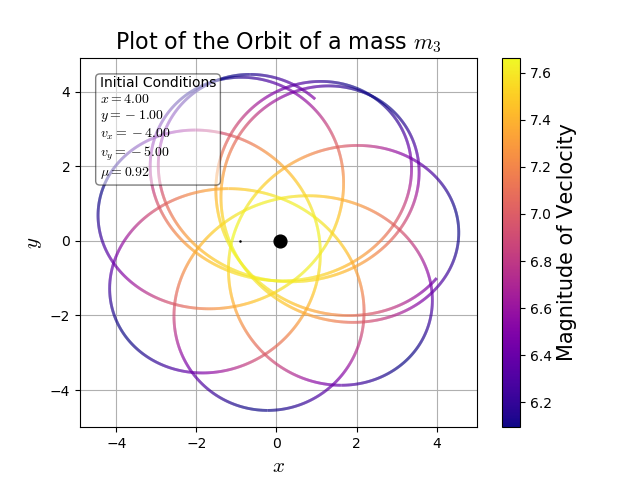 Plot of the Orbit of a mass m₃
Initial Conditions
x = 4.00
y = −1.00
vₓ = −4.00
v_y = −5.00
μ = 0.92
4
2
0
−2
−4
y
−4
−2
0
2
4
x
7.6
7.4
7.2
7.0
6.8
6.6
6.4
6.2
Magnitude of Veclocity